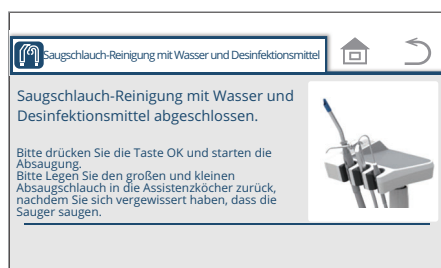 Saugschlauch-Reinigung mit Wasser und Desinfektionsmittel
Saugschlauch-Reinigung mit Wasser und
Desinfektionsmittel abgeschlossen.
Bitte drücken Sie die Taste OK und starten die
Absaugung.
Bitte Legen Sie den großen und kleinen
Absaugschlauch in die Assistenzköcher zurück,
nachdem Sie sich vergewissert haben, dass die
Sauger saugen.